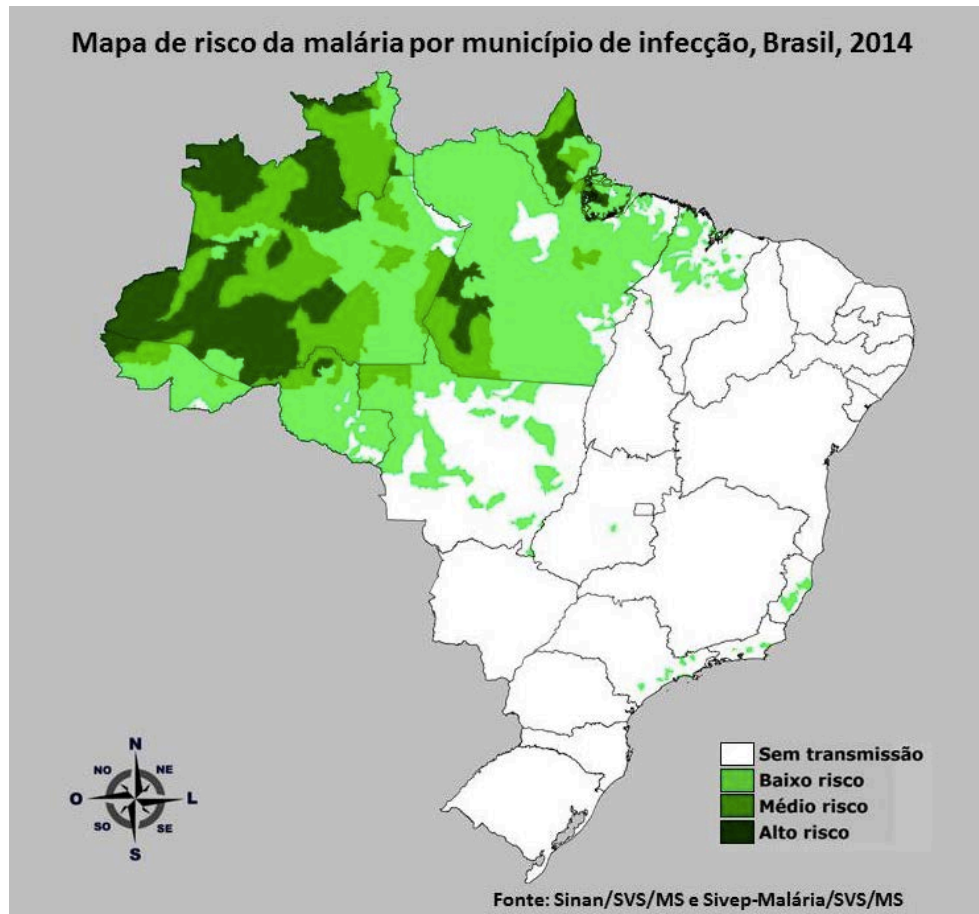 Mapa de risco da malária por município de infecção, Brasil, 2014
N
NO
NE
O
L
SO
SE
S
Sem transmissão
Baixo risco
Médio risco
Alto risco
Fonte: Sinan/SVS/MS e Sivep-Malária/SVS/MS